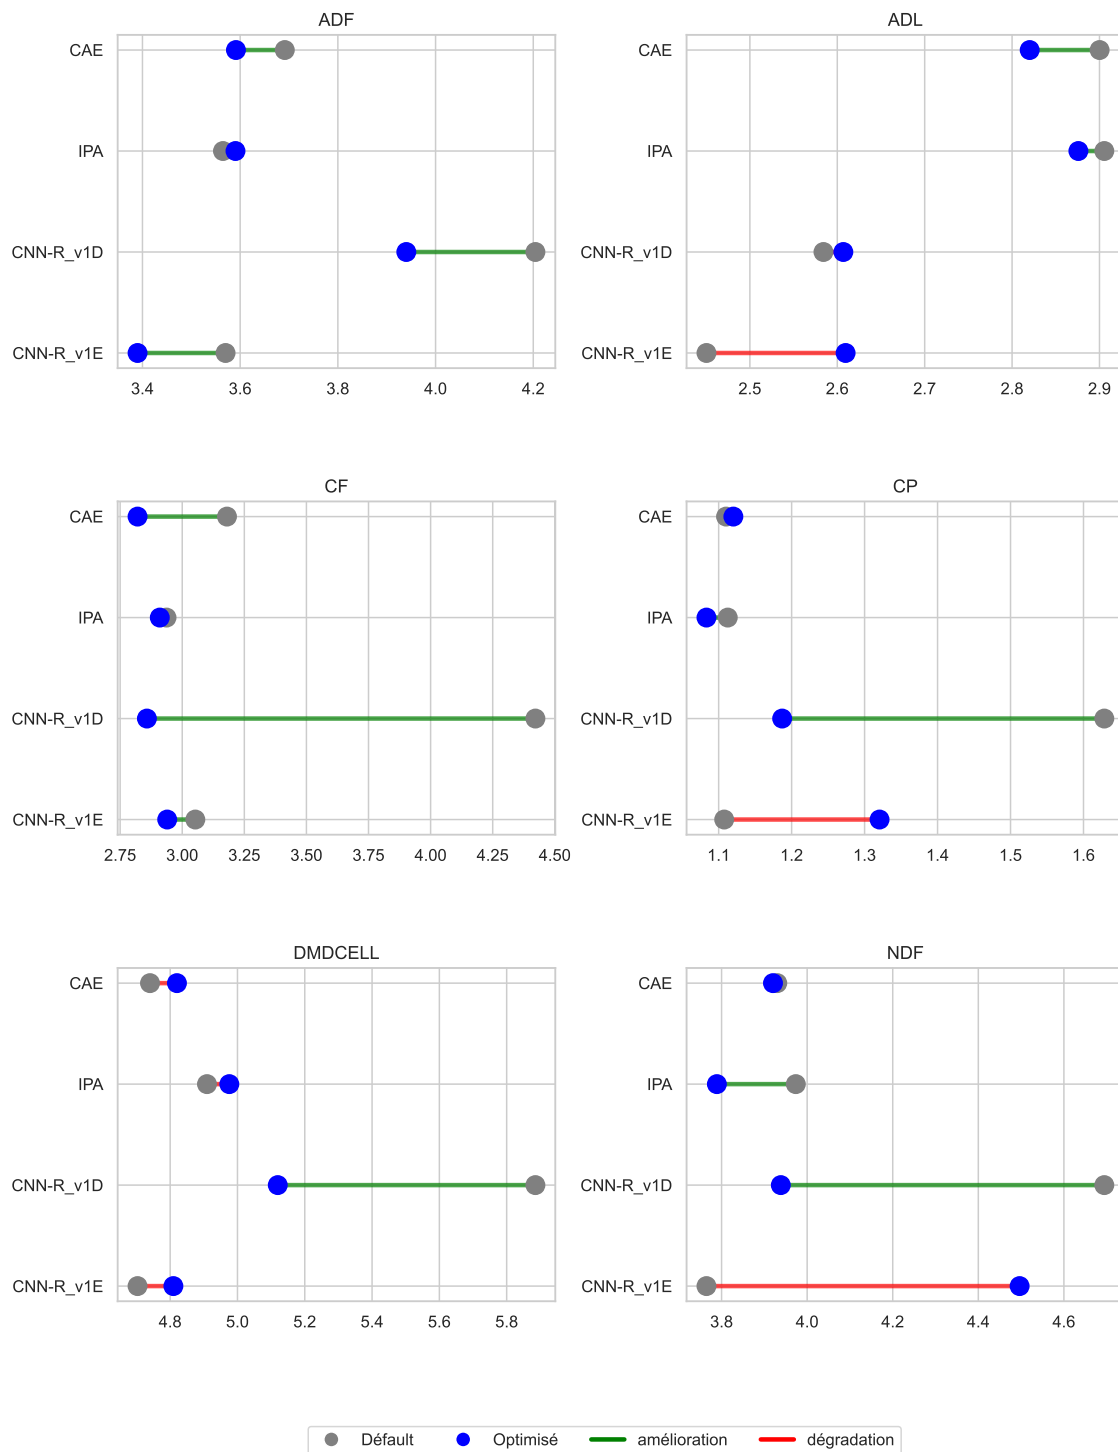 ADF
CAE
IPA
CNN-R_v1D
CNN-R_v1E
3.4 3.6 3.8 4.0 4.2
ADL
CAE
IPA
CNN-R_v1D
CNN-R_v1E
2.5 2.6 2.7 2.8 2.9
CF
CAE
IPA
CNN-R_v1D
CNN-R_v1E
2.75 3.00 3.25 3.50 3.75 4.00 4.25 4.50
CP
CAE
IPA
CNN-R_v1D
CNN-R_v1E
1.1 1.2 1.3 1.4 1.5 1.6
DMDCELL
CAE
IPA
CNN-R_v1D
CNN-R_v1E
4.8 5.0 5.2 5.4 5.6 5.8
NDF
CAE
IPA
CNN-R_v1D
CNN-R_v1E
3.8 4.0 4.2 4.4 4.6
Défault Optimisé amélioration dégradation